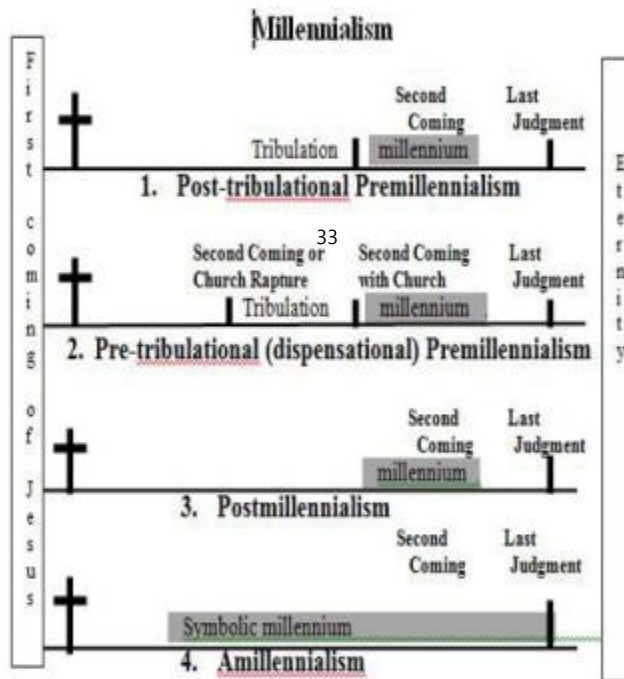 Millennialism
First coming of Jesus
Second Last
Coming Judgment
Tribulation millennium
1. Post-tribulational Premillennialism
33
Second Coming or Second Coming Last
Church Rapture with Church Judgment
Tribulation millennium
2. Pre-tribulational (dispensational) Premillennialism
Second Last
Coming Judgment
millennium
3. Postmillennialism
Second Last
Coming Judgment
Symbolic millennium
4. Amillennialism
Eternity